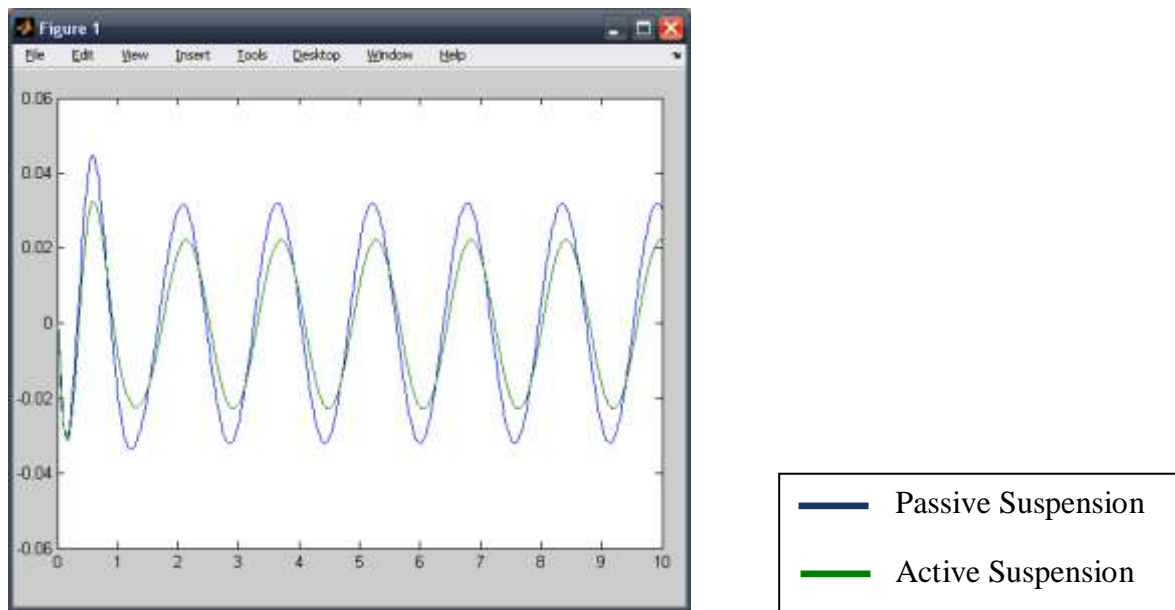 Figure 1
File Edit View Insert Tools Desktop Window Help
0.06
0.04
0.02
0
-0.02
-0.04
-0.06
0 1 2 3 4 5 6 7 8 9 10
Passive Suspension
Active Suspension